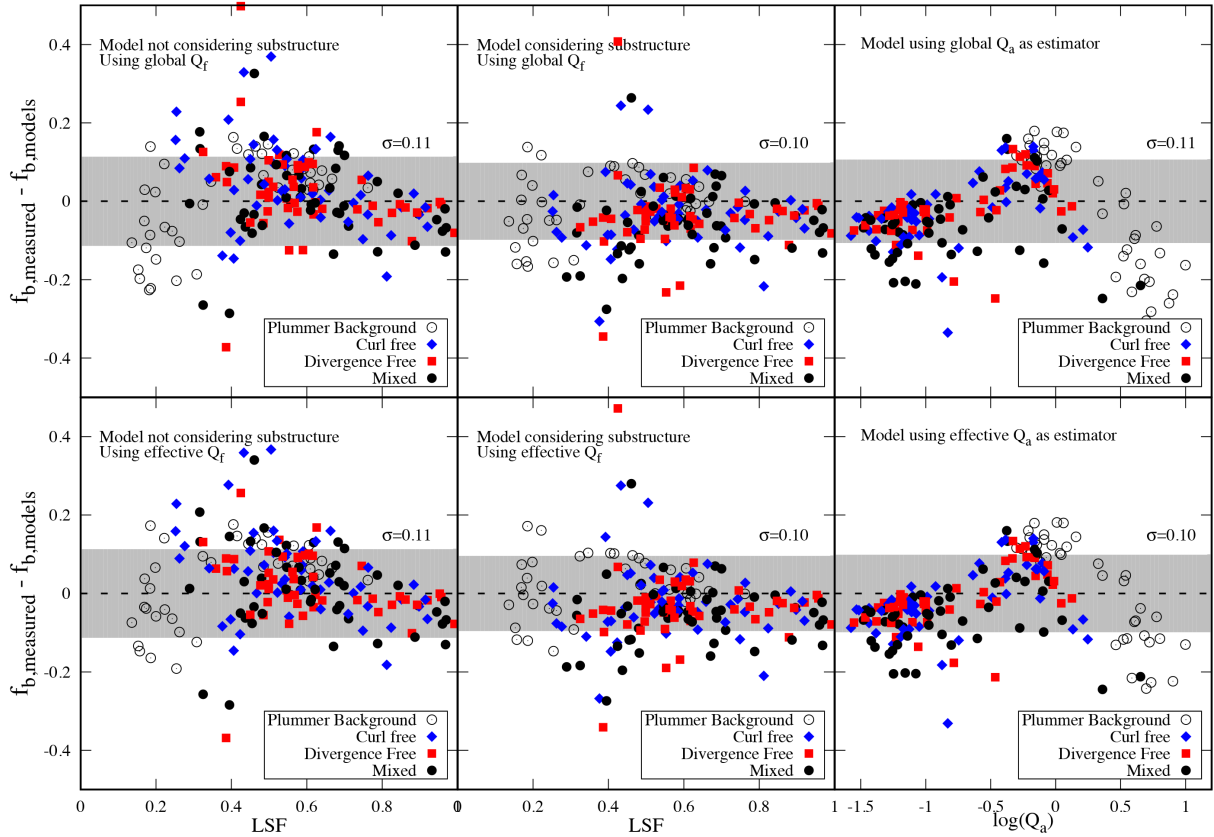 f_b,measured - f_b,models
0.4
0.2
0
-0.2
-0.4
Model not considering substructure
Using global Q_f
σ=0.11
Plummer Background
Curl free
Divergence Free
Mixed
Model considering substructure
Using global Q_f
σ=0.10
Plummer Background
Curl free
Divergence Free
Mixed
Model using global Q_a as estimator
σ=0.11
Plummer Background
Curl free
Divergence Free
Mixed
f_b,measured - f_b,models
0.4
0.2
0
-0.2
-0.4
Model not considering substructure
Using effective Q_f
σ=0.11
Plummer Background
Curl free
Divergence Free
Mixed
0 0.2 0.4 0.6 0.8 1
LSF
Model considering substructure
Using effective Q_f
σ=0.10
Plummer Background
Curl free
Divergence Free
Mixed
0 0.2 0.4 0.6 0.8 1
LSF
Model using effective Q_a as estimator
σ=0.10
Plummer Background
Curl free
Divergence Free
Mixed
-1.5 -1 -0.5 0 0.5 1
log(Q_a)